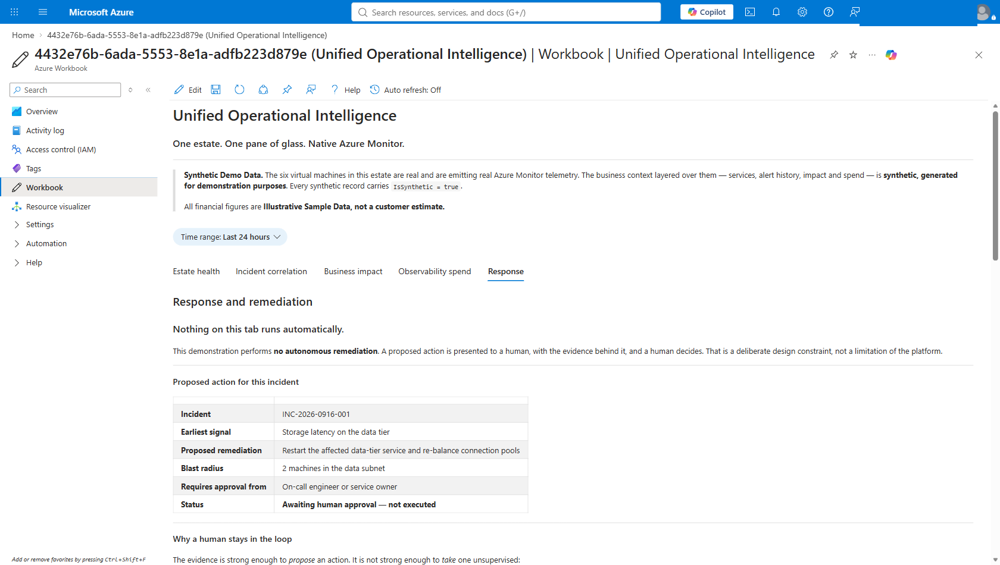 Microsoft Azure
Search resources, services, and docs (G+/)
Copilot
Home > 4432e76b-6ada-5553-8e1a-adfb223d879e (Unified Operational Intelligence)
4432e76b-6ada-5553-8e1a-adfb223d879e (Unified Operational Intelligence) | Workbook | Unified Operational Intelligence
Azure Workbook
Search
Overview
Activity log
Access control (IAM)
Tags
Workbook
Resource visualizer
Settings
Automation
Help
Add or remove favorites by pressing Ctrl+Shift+F
Edit
Help
Auto refresh: Off
Unified Operational Intelligence
One estate. One pane of glass. Native Azure Monitor.
Synthetic Demo Data. The six virtual machines in this estate are real and are emitting real Azure Monitor telemetry. The business context layered over them — services, alert history, impact and spend — is synthetic, generated
for demonstration purposes. Every synthetic record carries IsSynthetic = true.
All financial figures are Illustrative Sample Data, not a customer estimate.
Time range: Last 24 hours
Estate health
Incident correlation
Business impact
Observability spend
Response
Response and remediation
Nothing on this tab runs automatically.
This demonstration performs no autonomous remediation. A proposed action is presented to a human, with the evidence behind it, and a human decides. That is a deliberate design constraint, not a limitation of the platform.
Proposed action for this incident
Incident INC-2026-0916-001
Earliest signal Storage latency on the data tier
Proposed remediation Restart the affected data-tier service and re-balance connection pools
Blast radius 2 machines in the data subnet
Requires approval from On-call engineer or service owner
Status Awaiting human approval — not executed
Why a human stays in the loop
The evidence is strong enough to propose an action. It is not strong enough to take one unsupervised: